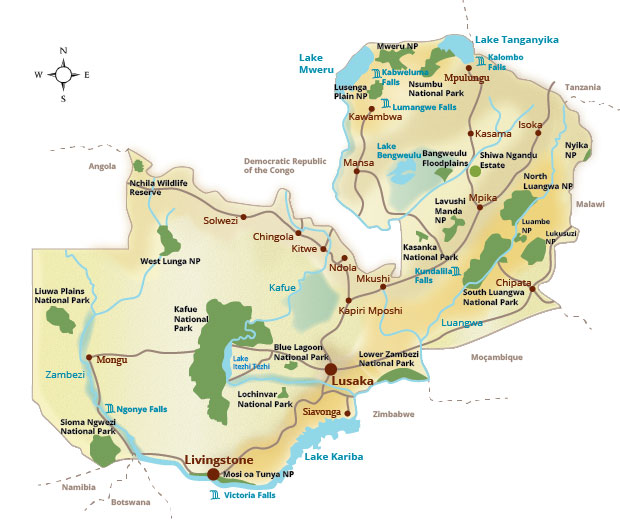 Lake Tanganyika
Mweru NP
Lake
Mweru
Kalombo
Falls
Kabweluma
Falls
Mpulungu
Nsumbu
National Park
Lusenga
Plain NP
Lumangwe Falls
Kawambwa
Tanzania
Isoka
Kasama
N
W
E
S
Lake
Bengweulu
Bangweulu
Floodplains
Shiwa Ngandu
Estate
Nyika
NP
Angola
Democratic Republic
of the Congo
Mansa
North
Luangwa NP
Nchila Wildlife
Reserve
Mpika
Malawi
Lavushi
Manda
NP
Solwezi
Luambe
NP
Lukusuzi
NP
Chingola
Kitwe
Kasanka
National Park
West Lunga NP
Ndola
Kundalila
Falls
Mkushi
Chipata
Liuwa Plains
National Park
Kafue
South Luangwa
National Park
Kafue
National
Park
Kapiri Mposhi
Luangwa
Blue Lagoon
National Park
Lower Zambezi
National Park
Moçambique
Mongu
Lake
Itezhi Tezhi
Zambezi
Lusaka
Lochinvar
National Park
Ngonye Falls
Siavonga
Zimbabwe
Sioma Ngwezi
National Park
Lake Kariba
Livingstone
Mosi oa Tunya NP
Namibia
Victoria Falls
Botswana